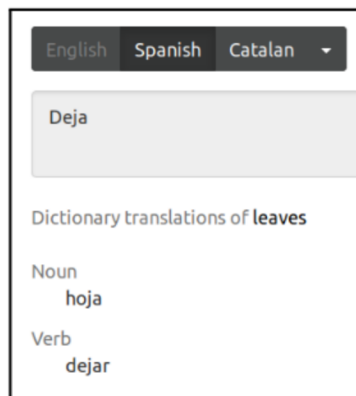 English Spanish Catalan
Deja
Dictionary translations of leaves
Noun
hoja
Verb
dejar